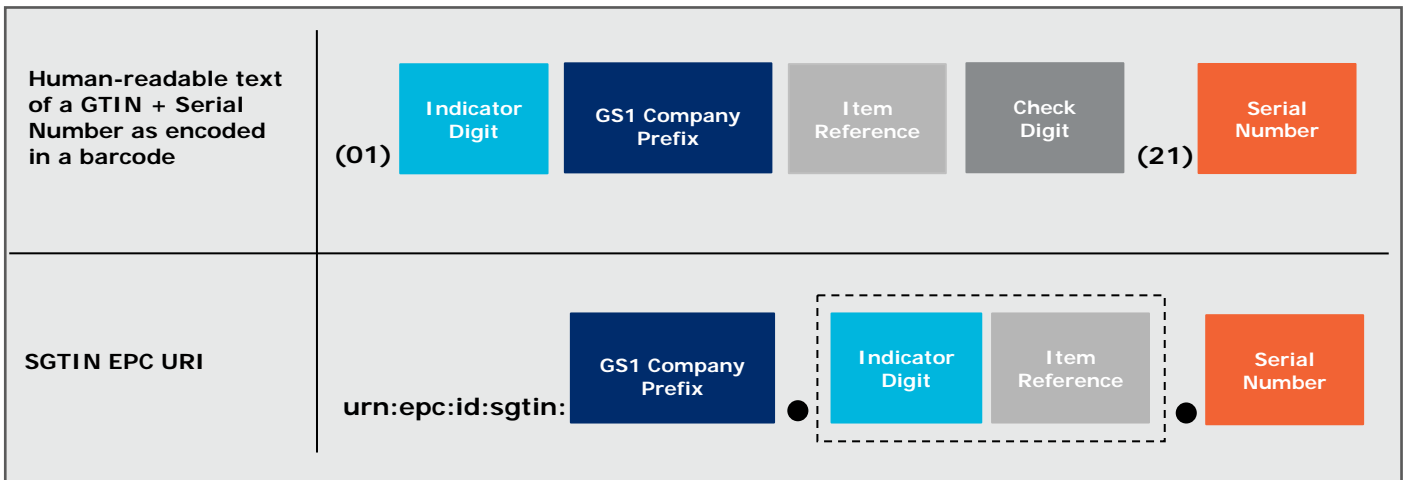 Human-readable text
of a GTIN + Serial
Number as encoded
in a barcode
(01)
Indicator
Digit
GS1 Company
Prefix
Item
Reference
Check
Digit
(21)
Serial
Number
SGTIN EPC URI
urn:epc:id:sgtin:
GS1 Company
Prefix
Indicator
Digit
Item
Reference
Serial
Number